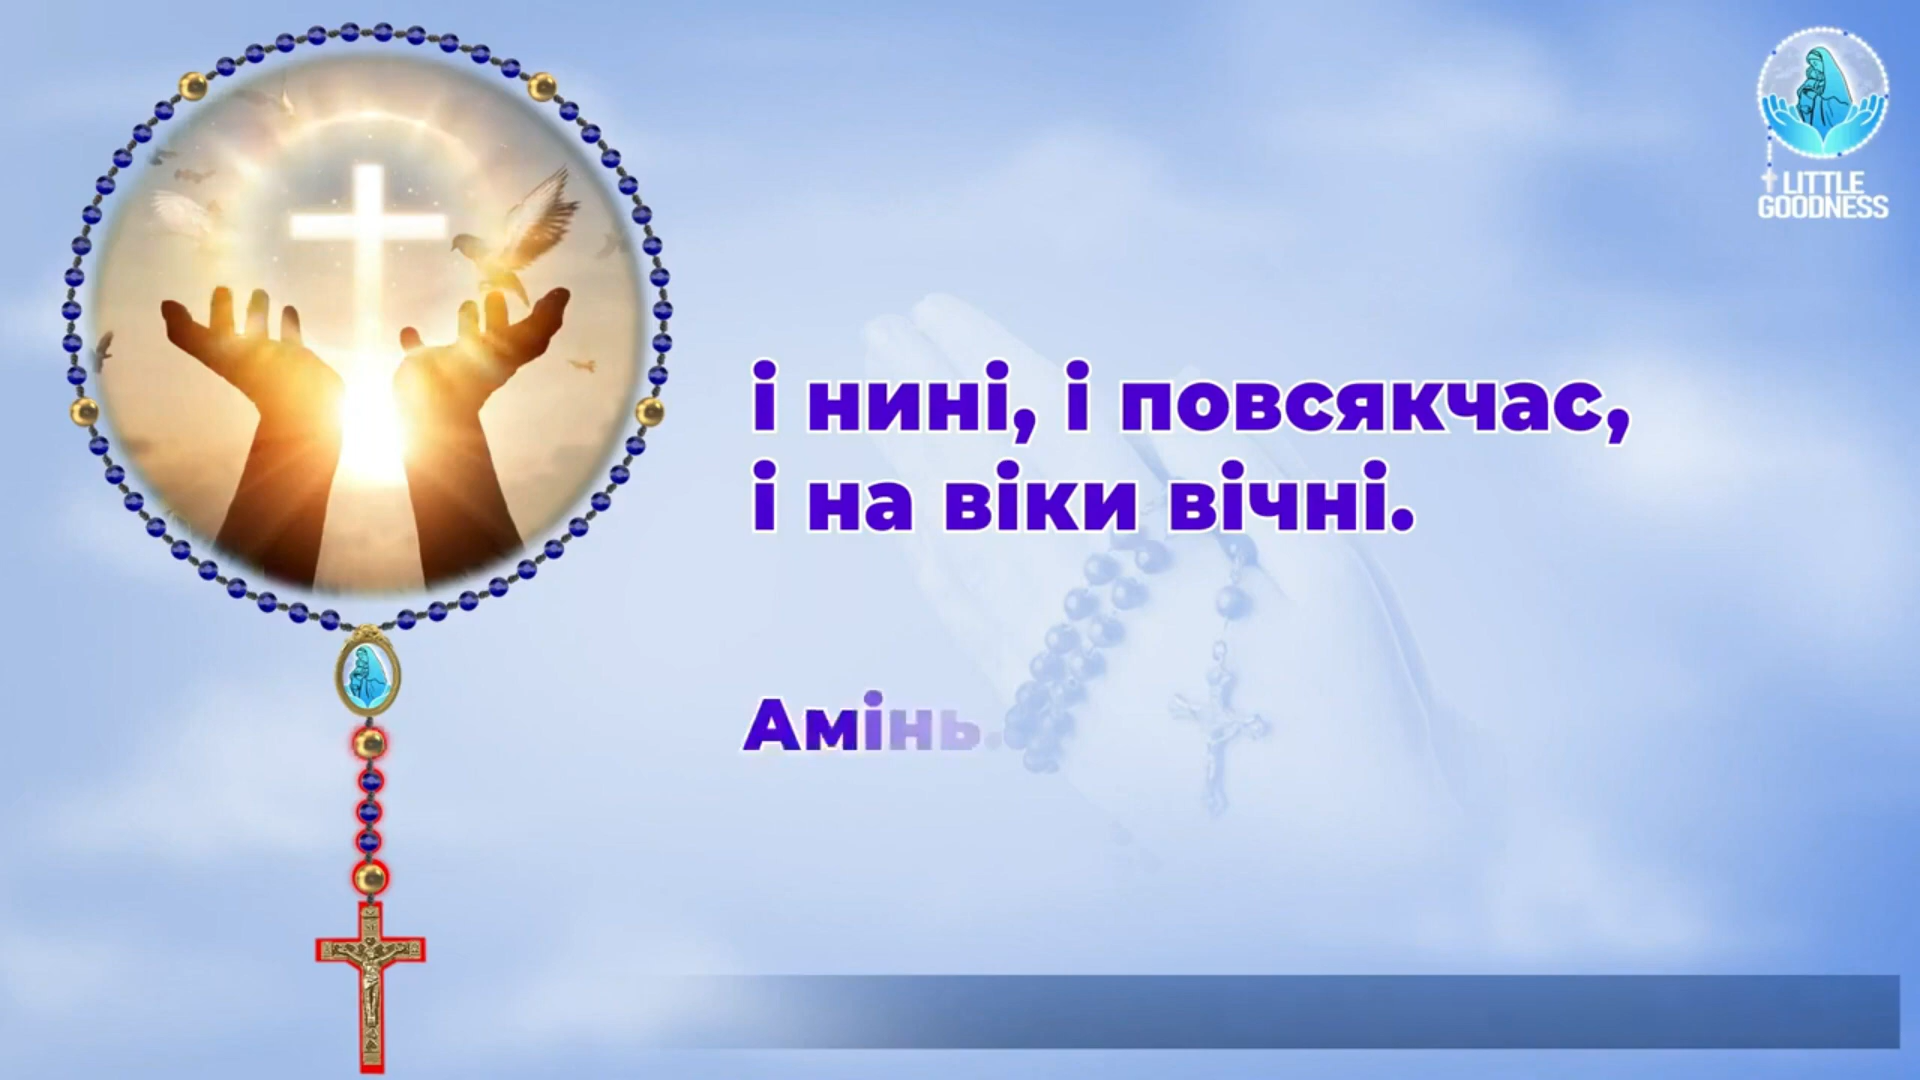 LITTLE
GOODNESS
і нині, і повсякчас,
і на віки вічні.
Амінь.